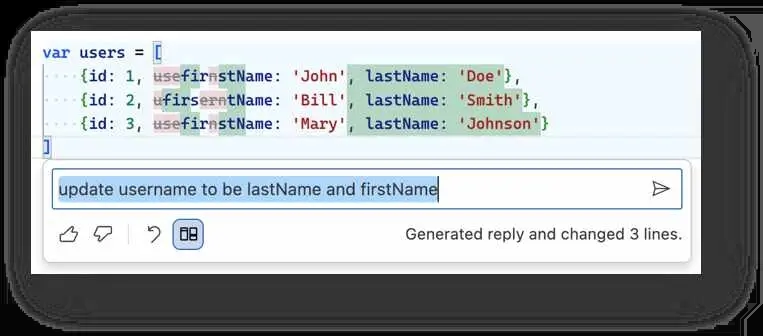 var users = [
{id: 1, usefirnstName: 'John', lastName: 'Doe'},
{id: 2, ufirserntName: 'Bill', lastName: 'Smith'},
{id: 3, usefirnstName: 'Mary', lastName: 'Johnson'}
]
update username to be lastName and firstName
Generated reply and changed 3 lines.